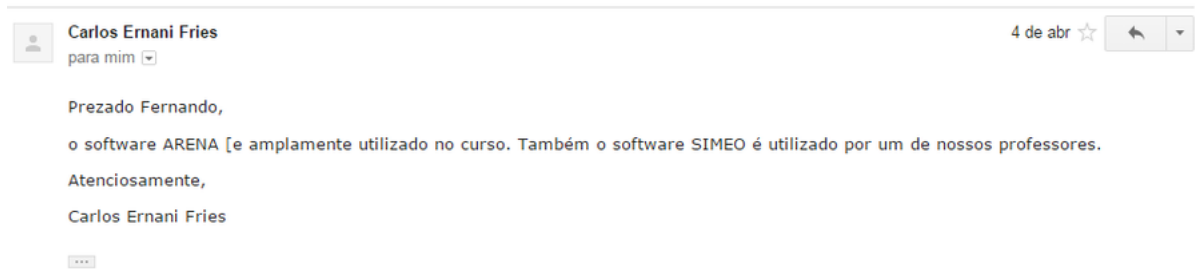 Carlos Ernani Fries 4 de abr
para mim
Prezado Fernando,
o software ARENA [e amplamente utilizado no curso. Também o software SIMEO é utilizado por um de nossos professores.
Atenciosamente,
Carlos Ernani Fries
...